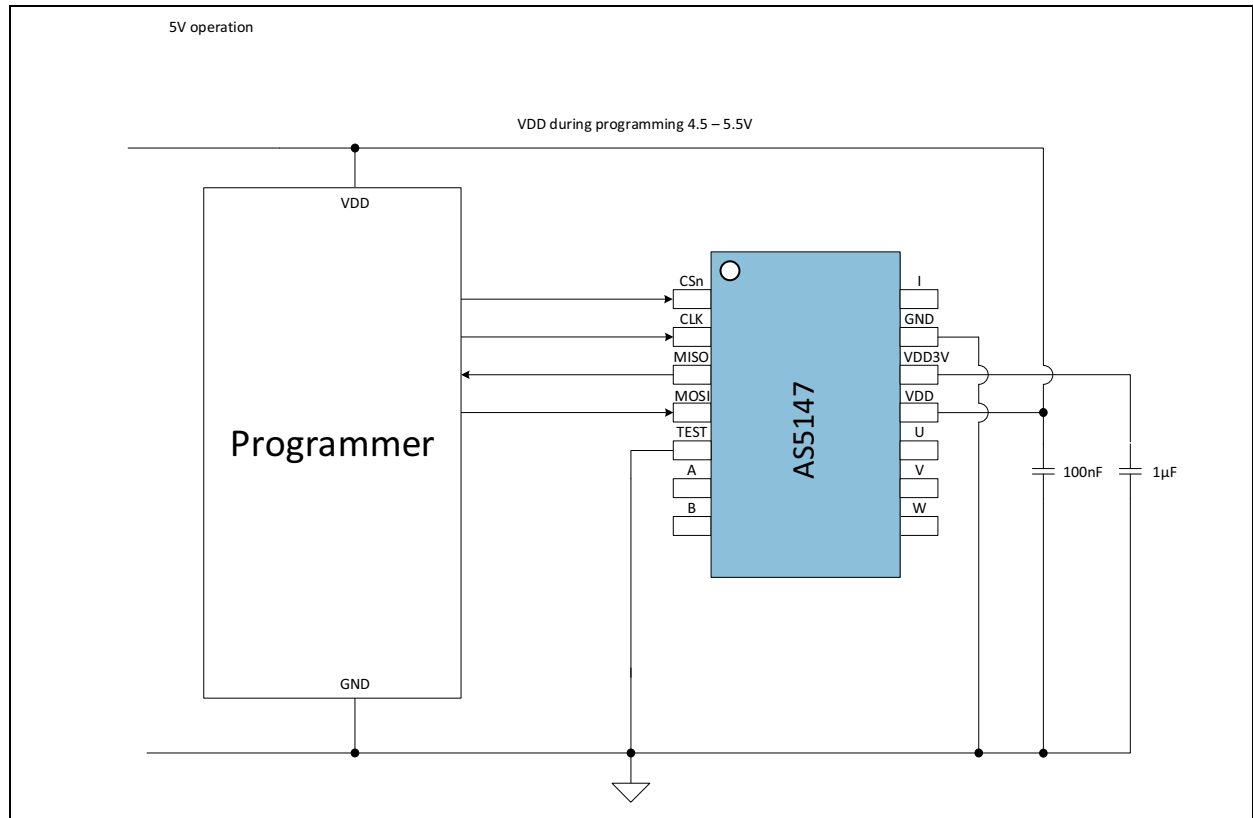 5V operation
VDD during programming 4.5 – 5.5V
VDD
CSn
I
CLK
GND
MISO
VDD3V
MOSI
VDD
Programmer
TEST
AS5147
U
A
V
100nF
1µF
B
W
GND